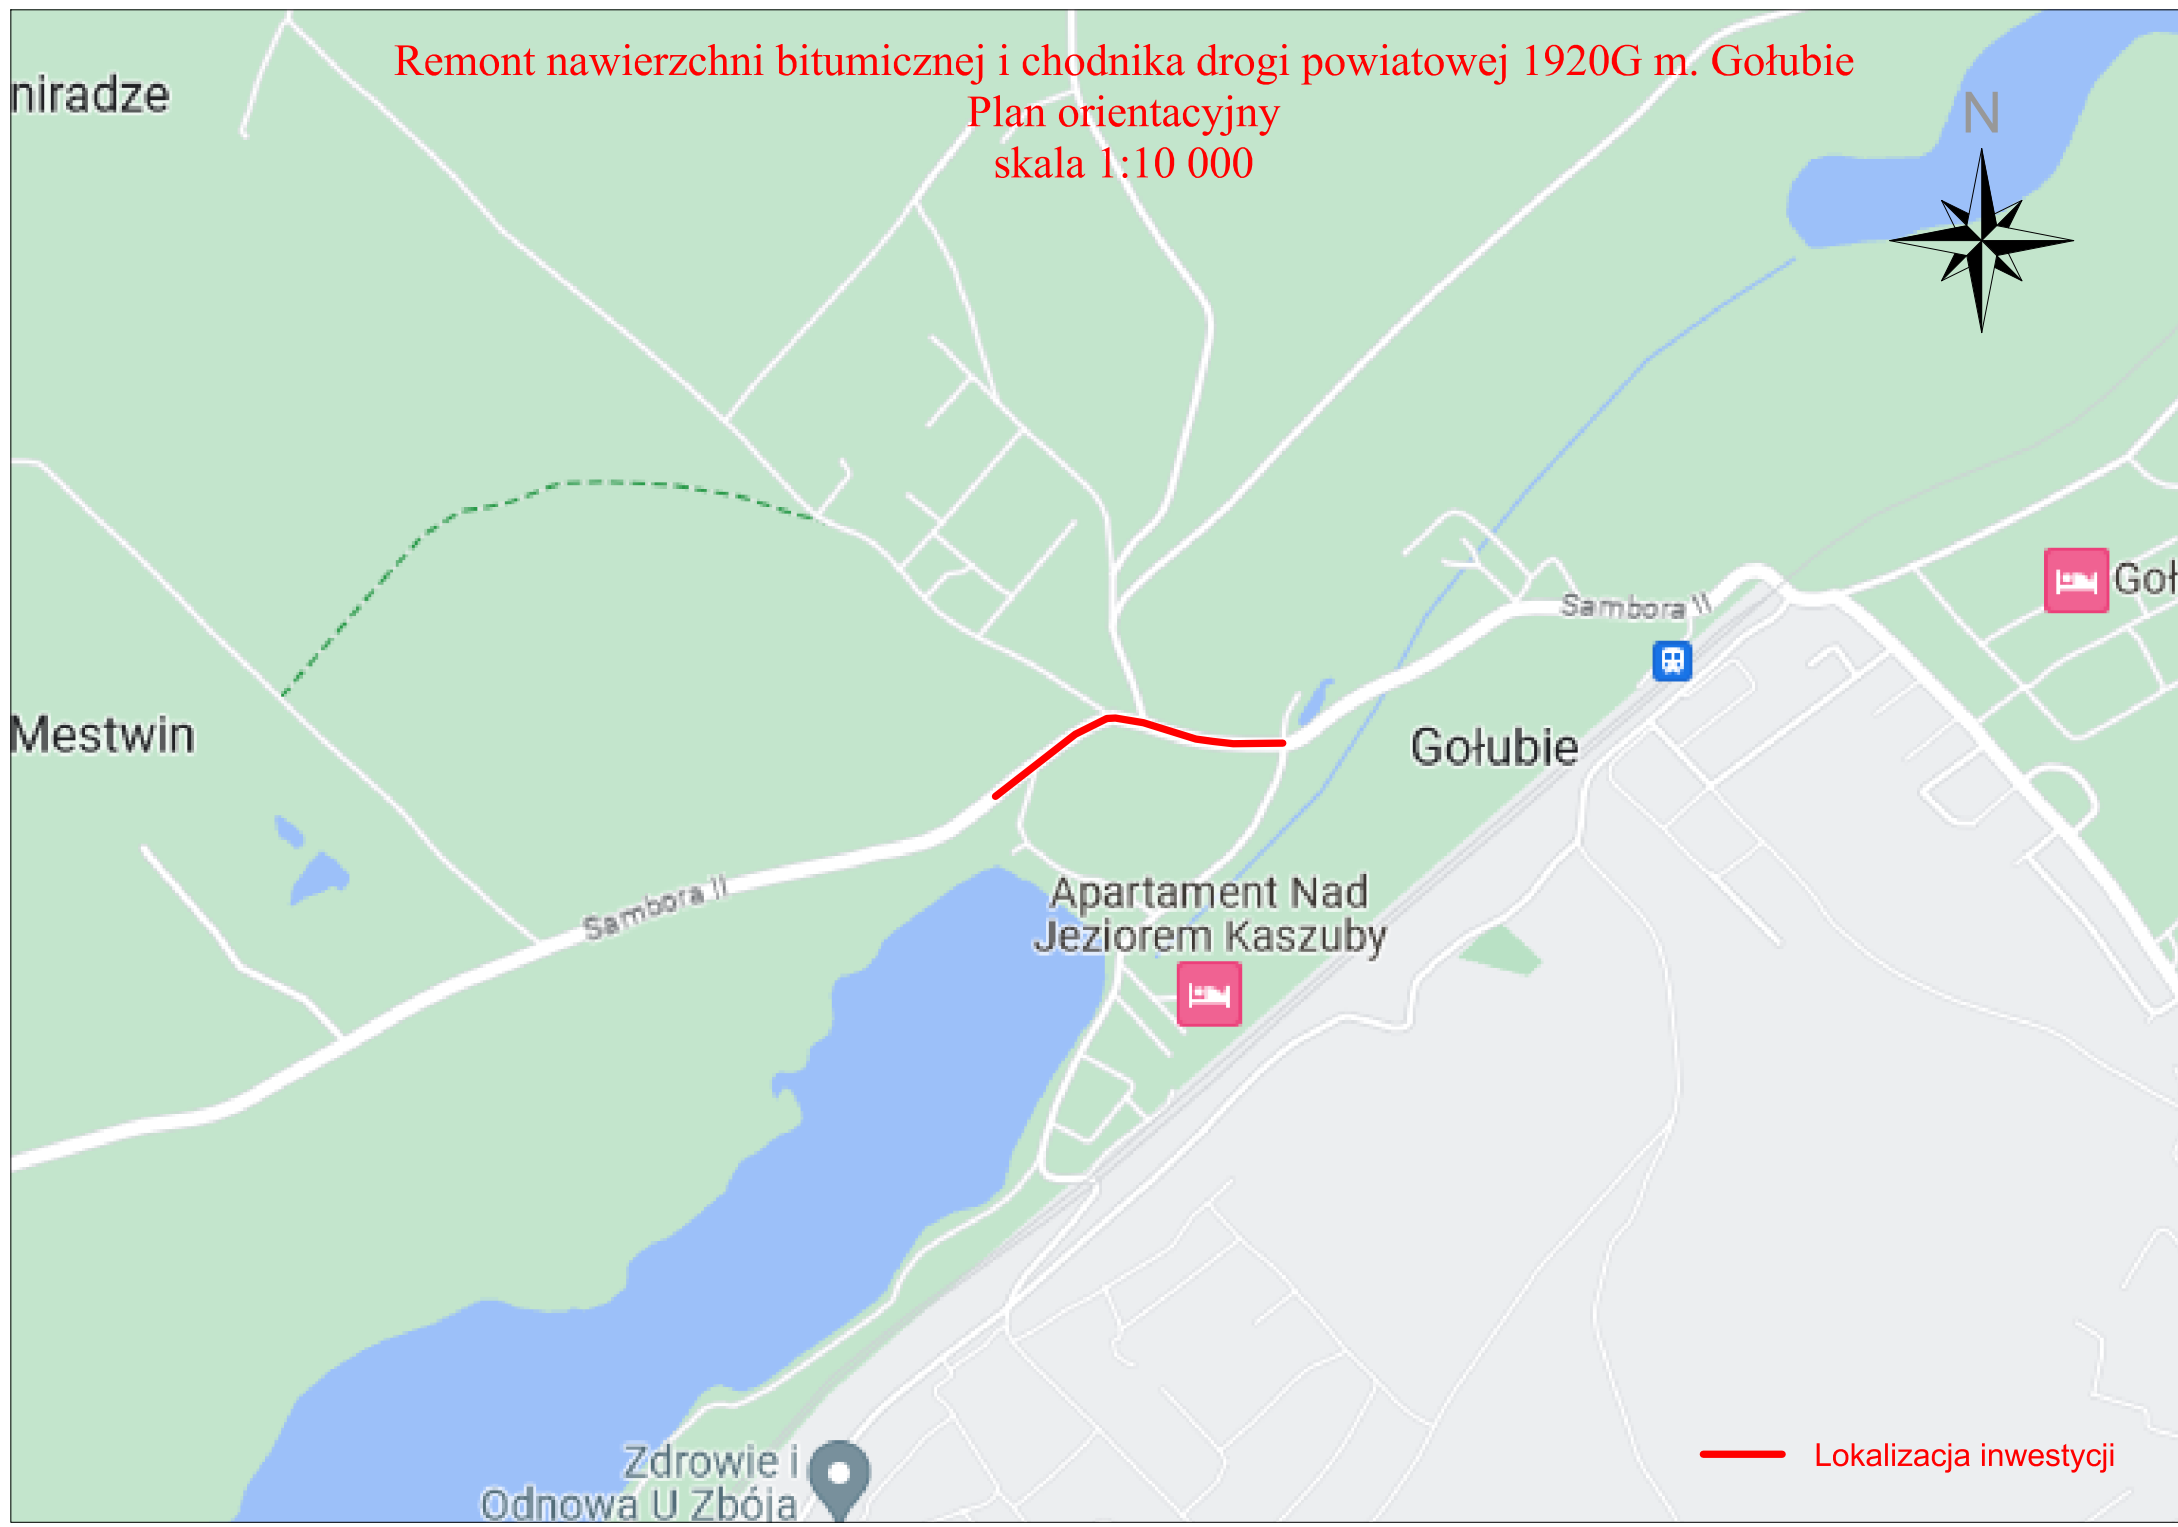 Remont nawierzchni bitumicznej i chodnika drogi powiatowej 1920G m. Gołubie
Plan orientacyjny
skala 1:10 000
niradze
N
Goł
Sambora II
Mestwin
Gołubie
Sambora II
Apartament Nad
Jeziorem Kaszuby
Zdrowie i
Odnowa U Zbója
Lokalizacja inwestycji